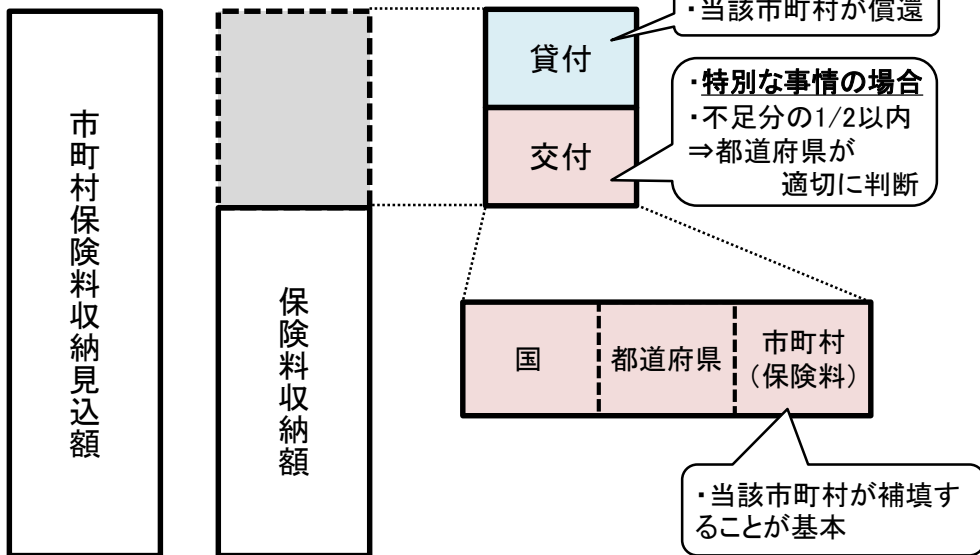 ・当該市町村が償還
貸付
・特別な事情の場合
・不足分の1/2以内
⇒都道府県が
適切に判断
交付
市町村保険料収納見込額
保険料収納額
国
都道府県
市町村
(保険料)
・当該市町村が補填す
ることが基本